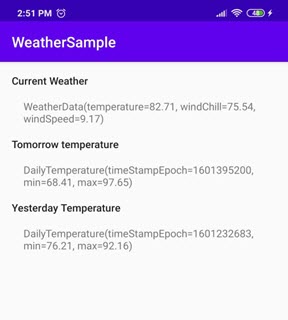 2:51 PM
48
WeatherSample
Current Weather
WeatherData(temperature=82.71, windChill=75.54,
windSpeed=9.17)
Tomorrow temperature
DailyTemperature(timeStampEpoch=1601395200,
min=68.41, max=97.65)
Yesterday Temperature
DailyTemperature(timeStampEpoch=1601232683,
min=76.21, max=92.16)